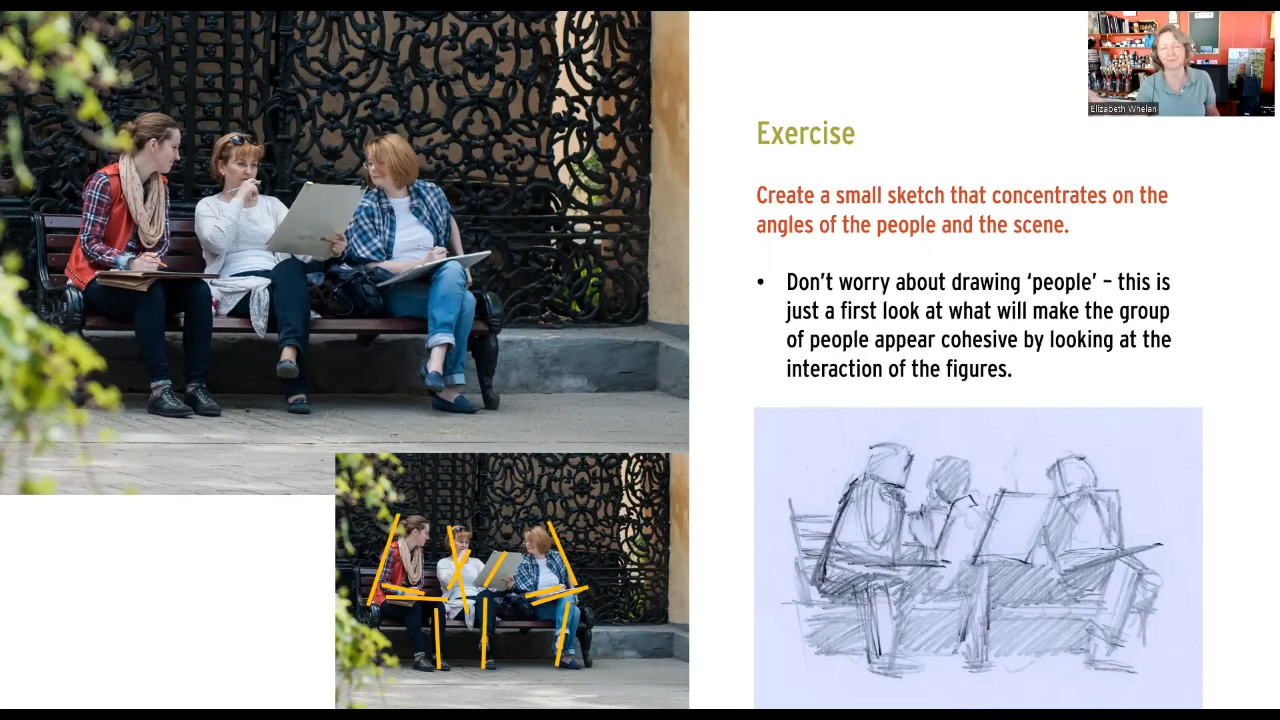 Elizabeth Whelan
Exercise
Create a small sketch that concentrates on the
angles of the people and the scene.
• Don't worry about drawing ‘people’ – this is
just a first look at what will make the group
of people appear cohesive by looking at the
interaction of the figures.